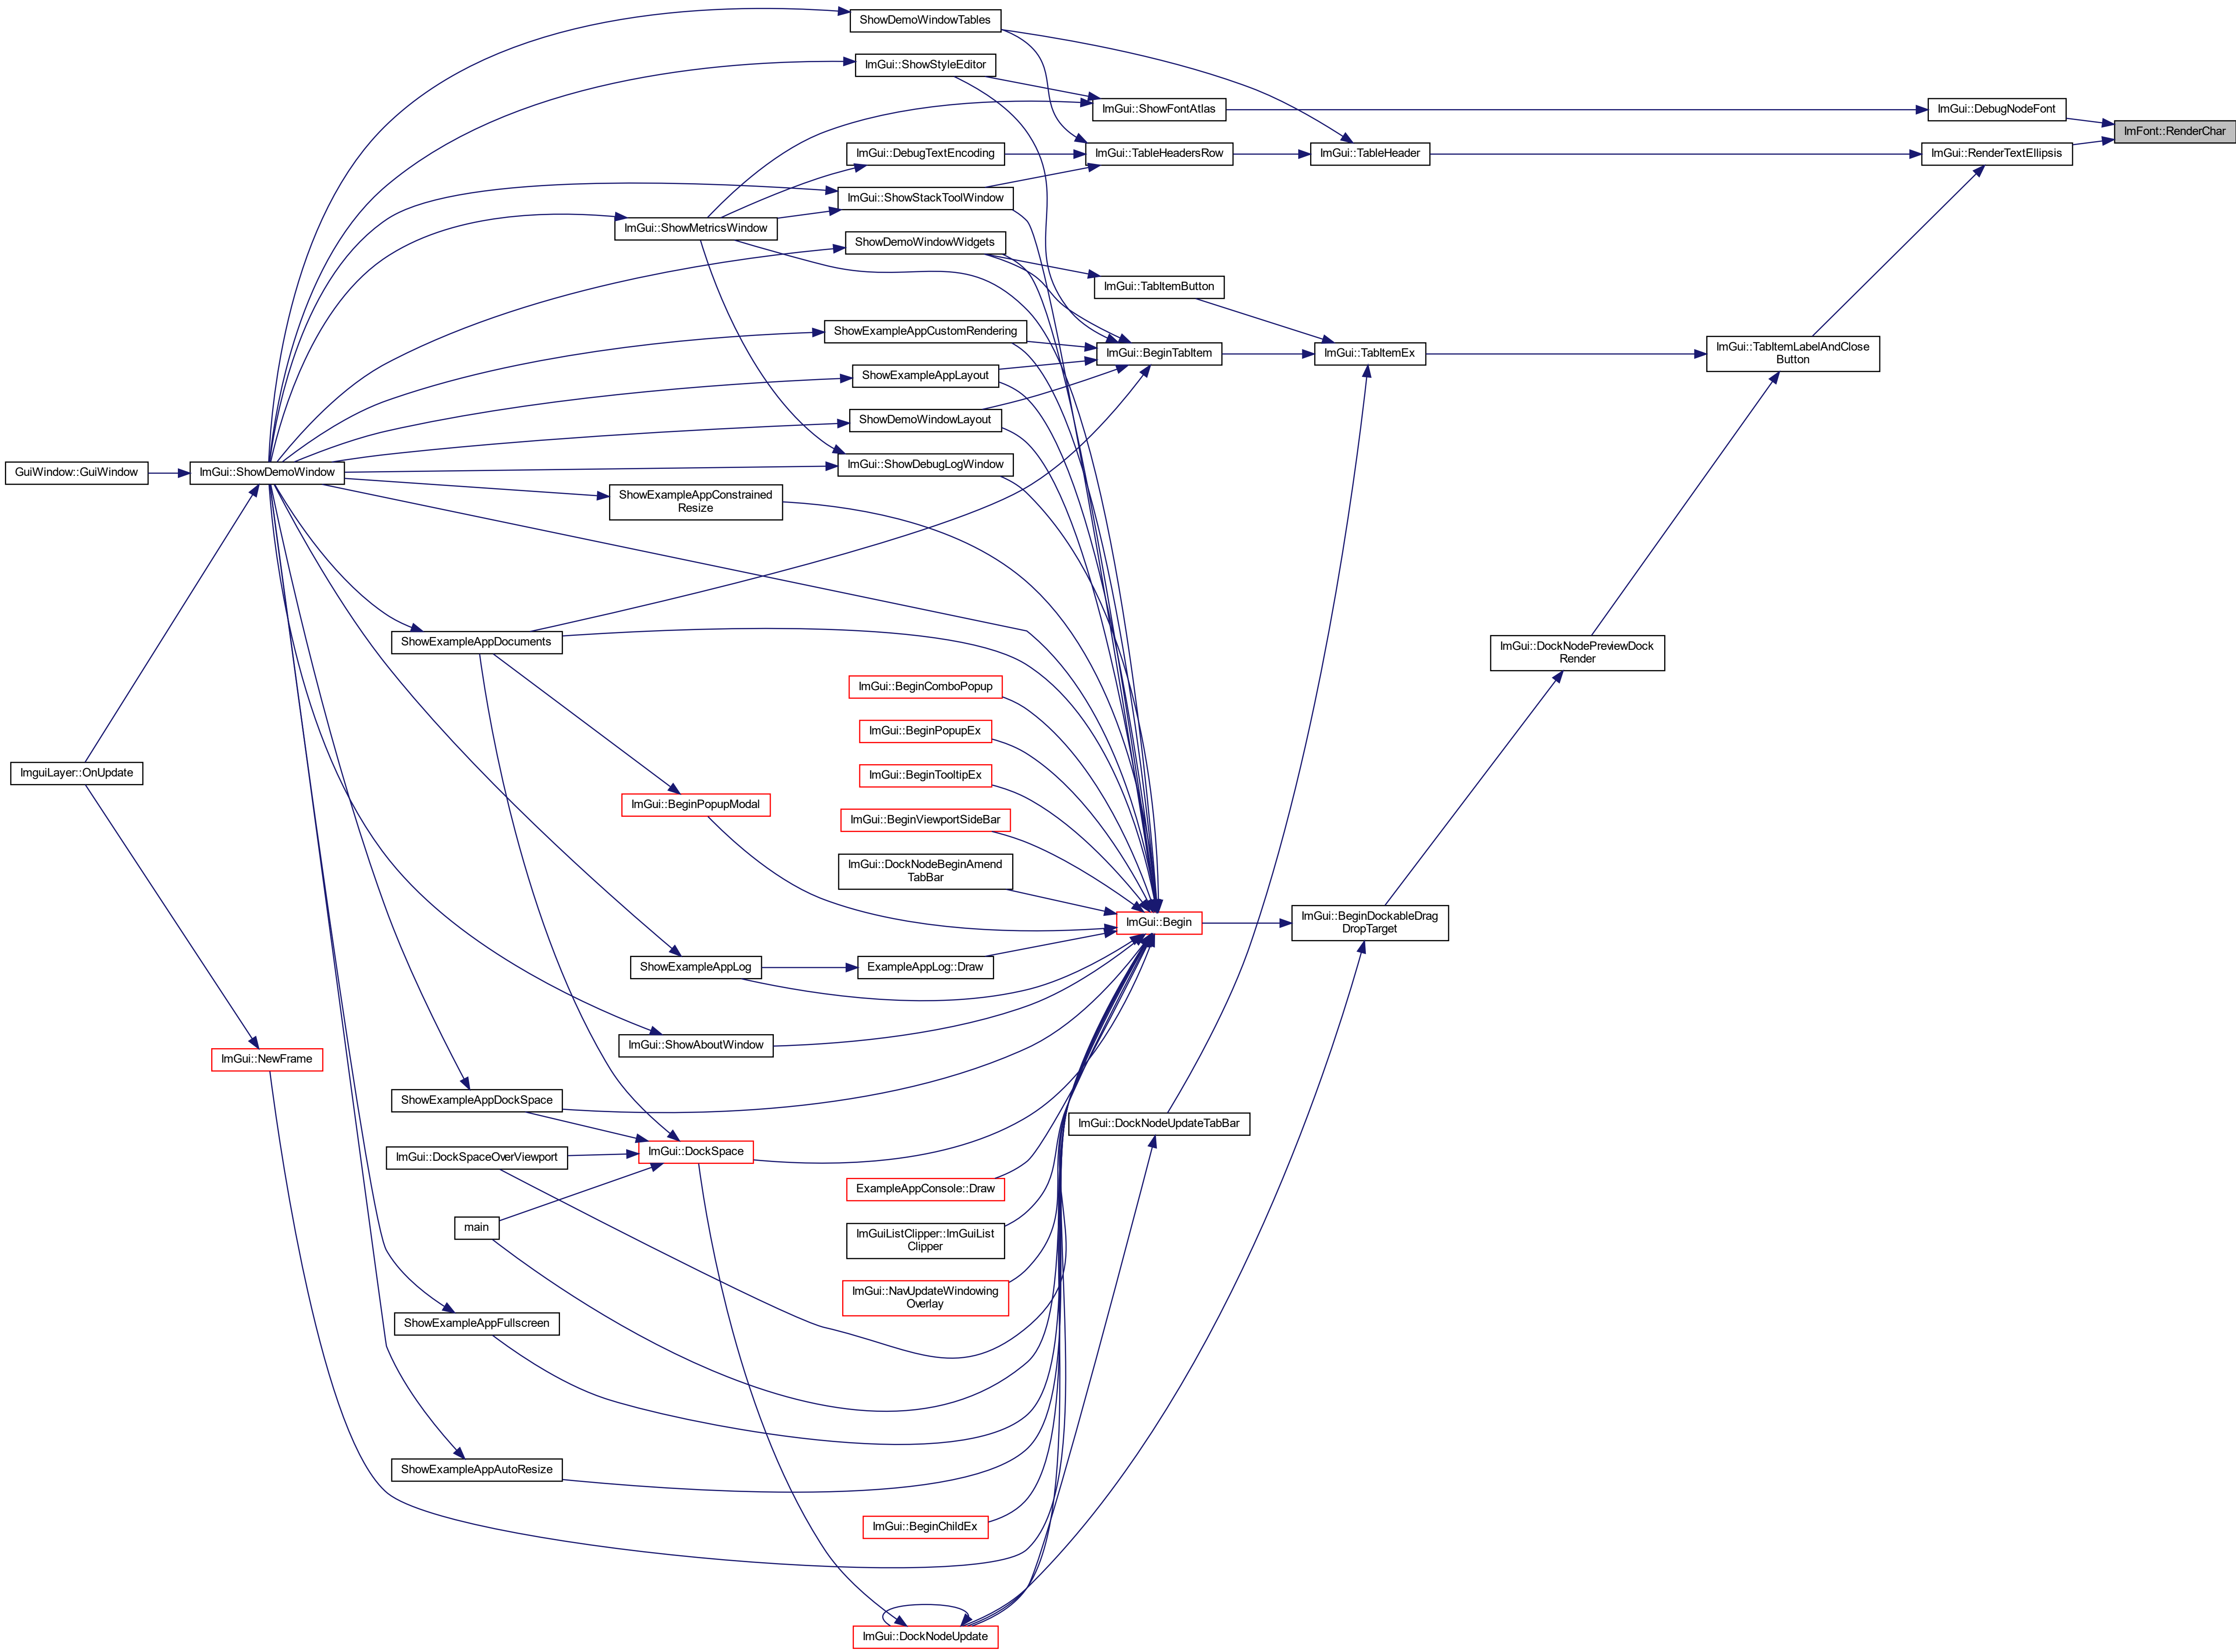 ShowDemoWindowTables
ImGui::ShowStyleEditor
ImGui::ShowFontAtlas
ImGui::DebugNodeFont
ImFont::RenderChar
ImGui::DebugTextEncoding
ImGui::TableHeadersRow
ImGui::TableHeader
ImGui::RenderTextEllipsis
ImGui::ShowStackToolWindow
ImGui::ShowMetricsWindow
ShowDemoWindowWidgets
ImGui::TabItemButton
ShowExampleAppCustomRendering
ImGui::BeginTabItem
ImGui::TabItemEx
ImGui::TabItemLabelAndClose
Button
ShowExampleAppLayout
ShowDemoWindowLayout
GuiWindow::GuiWindow
ImGui::ShowDemoWindow
ImGui::ShowDebugLogWindow
ShowExampleAppConstrained
Resize
ShowExampleAppDocuments
ImGui::DockNodePreviewDock
Render
ImGui::BeginComboPopup
ImGui::BeginPopupEx
ImguiLayer::OnUpdate
ImGui::BeginTooltipEx
ImGui::BeginPopupModal
ImGui::BeginViewportSideBar
ImGui::DockNodeBeginAmend
TabBar
ImGui::Begin
ImGui::BeginDockableDrag
DropTarget
ShowExampleAppLog
ExampleAppLog::Draw
ImGui::ShowAboutWindow
ImGui::NewFrame
ShowExampleAppDockSpace
ImGui::DockNodeUpdateTabBar
ImGui::DockSpace
ImGui::DockSpaceOverViewport
ExampleAppConsole::Draw
main
ImGuiListClipper::ImGuiList
Clipper
ImGui::NavUpdateWindowing
Overlay
ShowExampleAppFullscreen
ShowExampleAppAutoResize
ImGui::BeginChildEx
ImGui::DockNodeUpdate